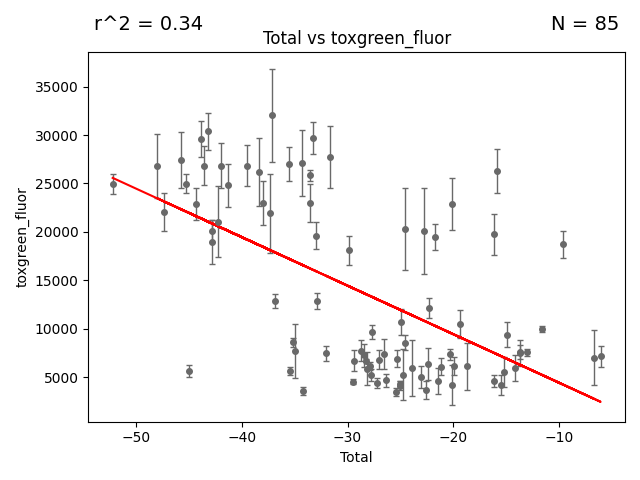 r^2 = 0.34 N = 85
Total vs toxgreen_fluor
35000
30000
25000
20000
15000
10000
5000
toxgreen_fluor
−50 −40 −30 −20 −10
Total